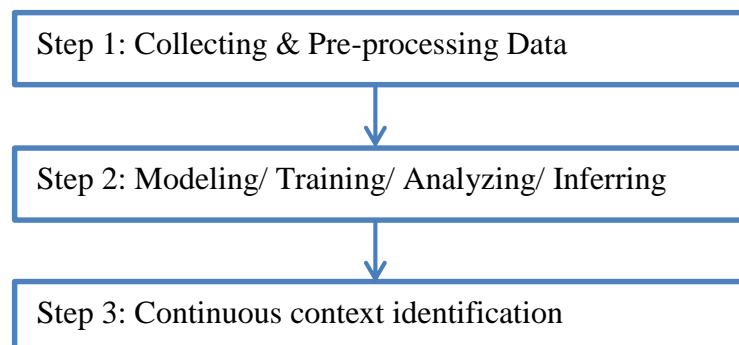 Step 1: Collecting & Pre-processing Data
Step 2: Modeling/ Training/ Analyzing/ Inferring
Step 3: Continuous context identification